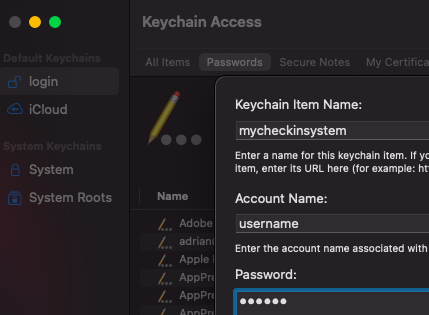 Keychain Access
Default Keychains
login
iCloud
System Keychains
System
System Roots
All Items
Passwords
Secure Notes
My Certifica
Name
Adobe
adrian
Apple
AppPre
AppPre
AppPre
Keychain Item Name:
mycheckinsystem
Enter a name for this keychain item. If yo
item, enter its URL here (for example:
Account Name:
username
Enter the account name associated with
Password: